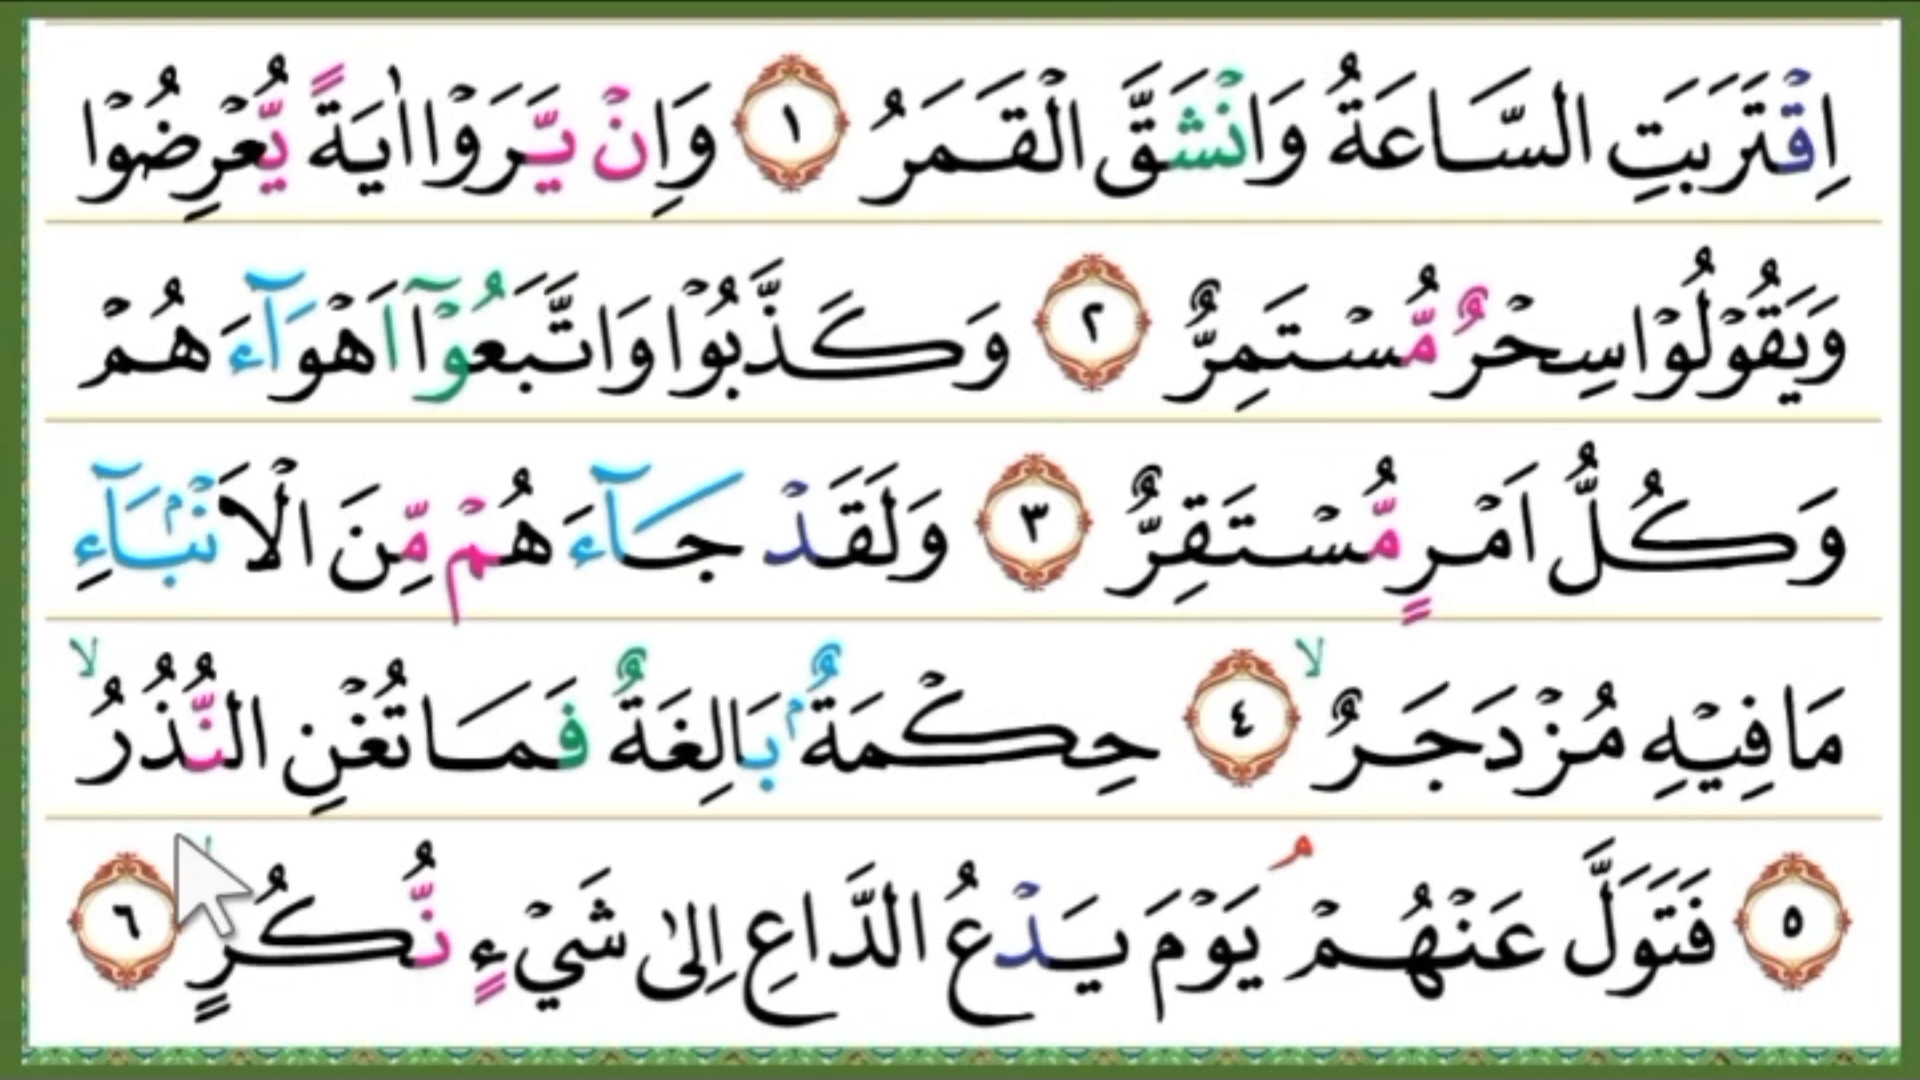 اِقْتَرَبَتِ السَّاعَةُ وَانْشَقَّ الْقَمَرُ ١ وَاِنْ يَّرَوْا اٰيَةً يُّعْرِضُوْا
وَيَقُوْلُوْا سِحْرٌ مُّسْتَمِرٌّ ٢ وَكَذَّبُوْا وَاتَّبَعُوْٓا اَهْوَآءَهُمْ
وَكُلُّ اَمْرٍ مُّسْتَقِرٌّ ٣ وَلَقَدْ جَآءَهُمْ مِّنَ الْاَنْۢبَآءِ
مَا فِيْهِ مُزْدَجَرٌ ۙ ٤ حِكْمَةٌۢ بَالِغَةٌ فَمَا تُغْنِ النُّذُرُ ۙ
٥ فَتَوَلَّ عَنْهُمْ ۘ يَوْمَ يَدْعُ الدَّاعِ اِلٰى شَيْءٍ نُّكُرٍ ٦